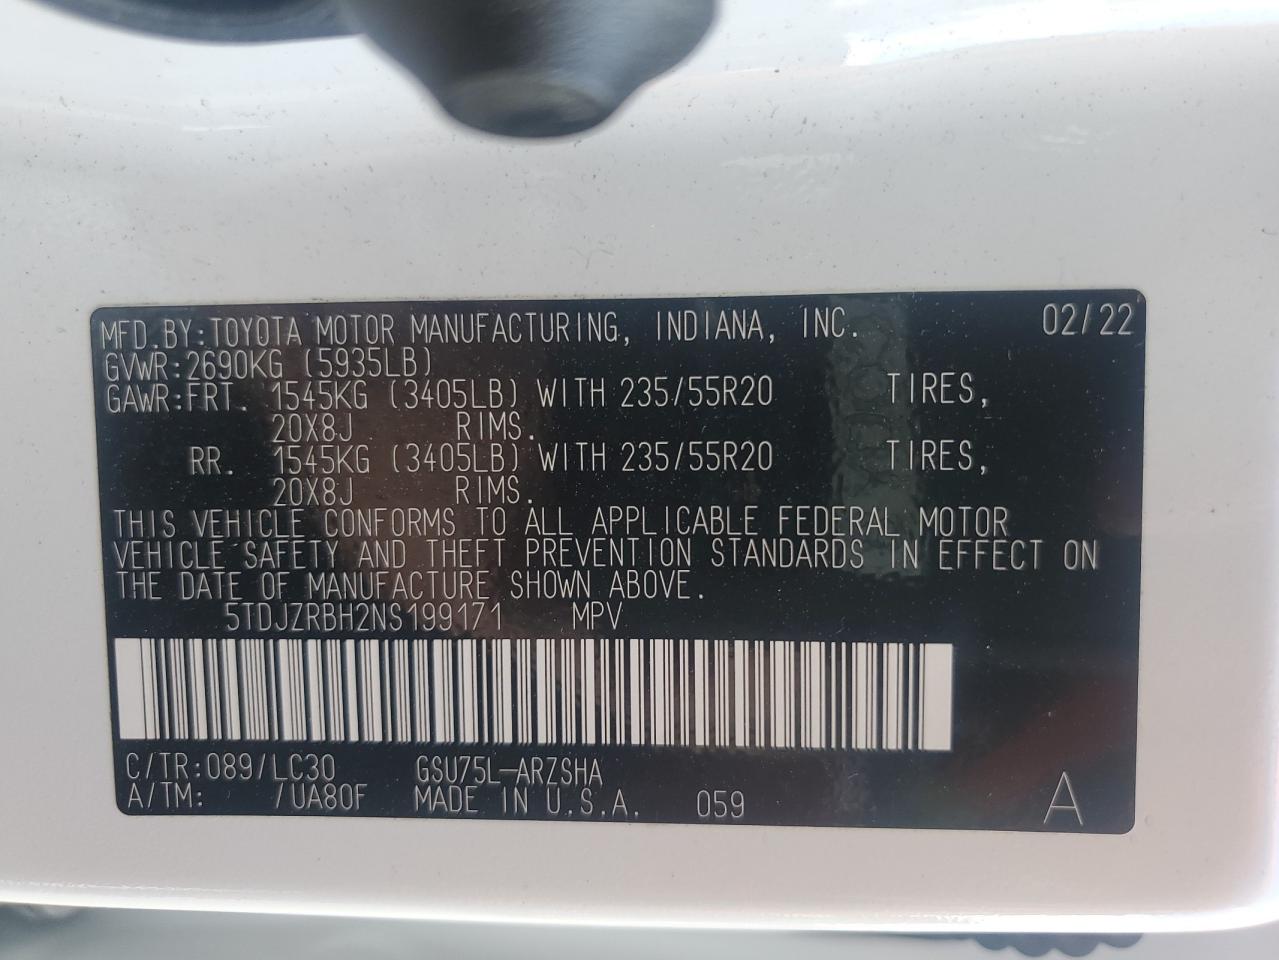 MFD.BY:TOYOTA MOTOR MANUFACTURING, INDIANA, INC. 02/22
GVWR:2690KG (5935LB)
GAWR:FRT. 1545KG (3405LB) WITH 235/55R20 TIRES,
20X8J RIMS.
RR. 1545KG (3405LB) WITH 235/55R20 TIRES,
20X8J RIMS.
THIS VEHICLE CONFORMS TO ALL APPLICABLE FEDERAL MOTOR
VEHICLE SAFETY AND THEFT PREVENTION STANDARDS IN EFFECT ON
THE DATE OF MANUFACTURE SHOWN ABOVE.
5TDJZRBH2NS199171 MPV
C/TR:089/LC30 GSU75L-ARZSHA
A/TM: /UA80F MADE IN U.S.A. 059 A